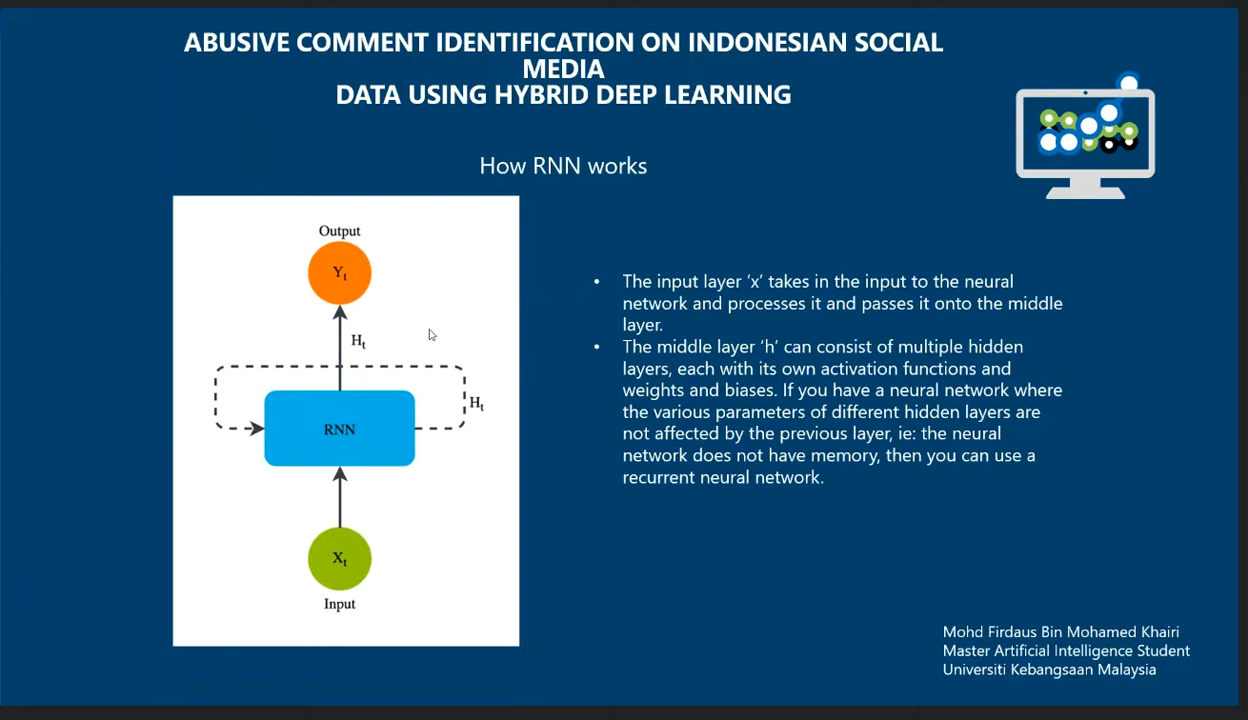 ABUSIVE COMMENT IDENTIFICATION ON INDONESIAN SOCIAL
MEDIA
DATA USING HYBRID DEEP LEARNING
How RNN works
Output
Yt
Ht
Ht
RNN
Xt
Input
• The input layer ‘x’ takes in the input to the neural
network and processes it and passes it onto the middle
layer.
• The middle layer ‘h’ can consist of multiple hidden
layers, each with its own activation functions and
weights and biases. If you have a neural network where
the various parameters of different hidden layers are
not affected by the previous layer, ie: the neural
network does not have memory, then you can use a
recurrent neural network.
Mohd Firdaus Bin Mohamed Khairi
Master Artificial Intelligence Student
Universiti Kebangsaan Malaysia